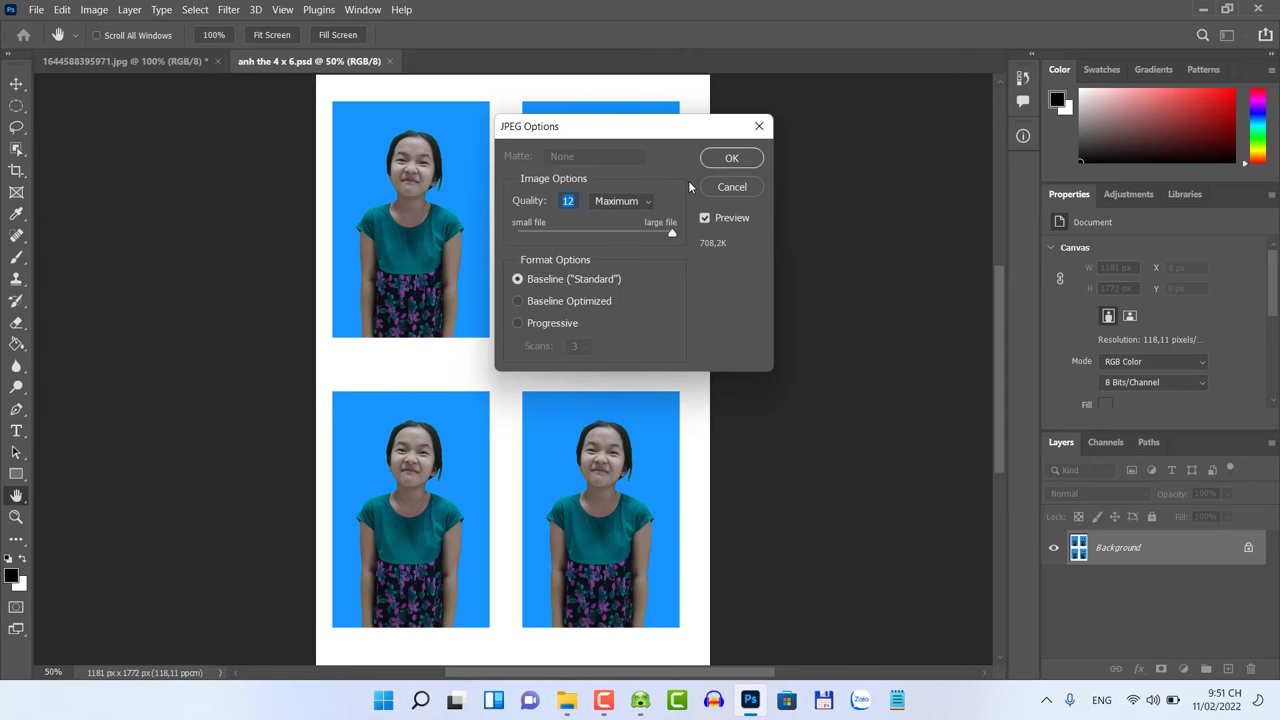 Ps File Edit Image Layer Type Select Filter 3D View Plugins Window Help
Scroll All Windows 100% Fit Screen Fill Screen
1644588395971.jpg @ 100% (RGB/8) * × anh the 4 x 6.psd @ 50% (RGB/8) ×
Color Swatches Gradients Patterns
JPEG Options
Matte: None
OK
Image Options
Cancel
Quality: 12 Maximum
Preview
small file large file
708,2K
Format Options
Baseline ("Standard")
Baseline Optimized
Progressive
Scans: 3
Properties Adjustments Libraries
Document
Canvas
W 1181 px X 0 px
H 1772 px Y 0 px
Resolution: 118,11 pixels/...
Mode RGB Color
8 Bits/Channel
Fill
Layers Channels Paths
Kind
Normal Opacity: 100%
Lock: Fill: 100%
Background
50% 1181 px x 1772 px (118,11 ppcm)
Ps Zalo
9:51 CH
11/02/2022